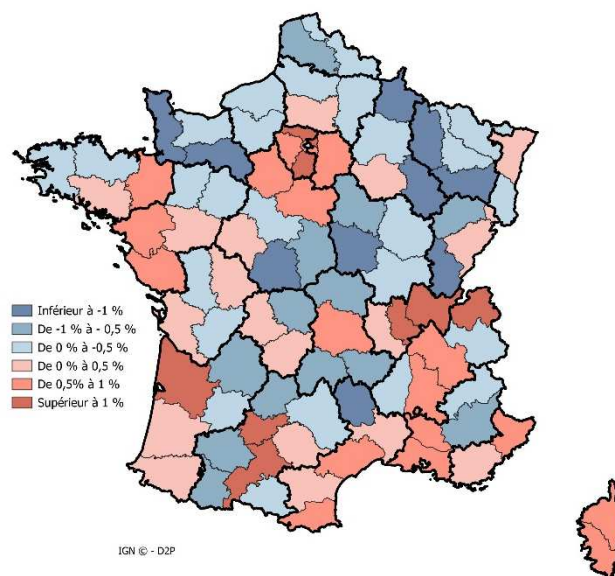 Inférieur à -1 %
De -1 % à - 0,5 %
De 0 % à -0,5 %
De 0 % à 0,5 %
De 0,5% à 1 %
Supérieur à 1 %
IGN © - D2P